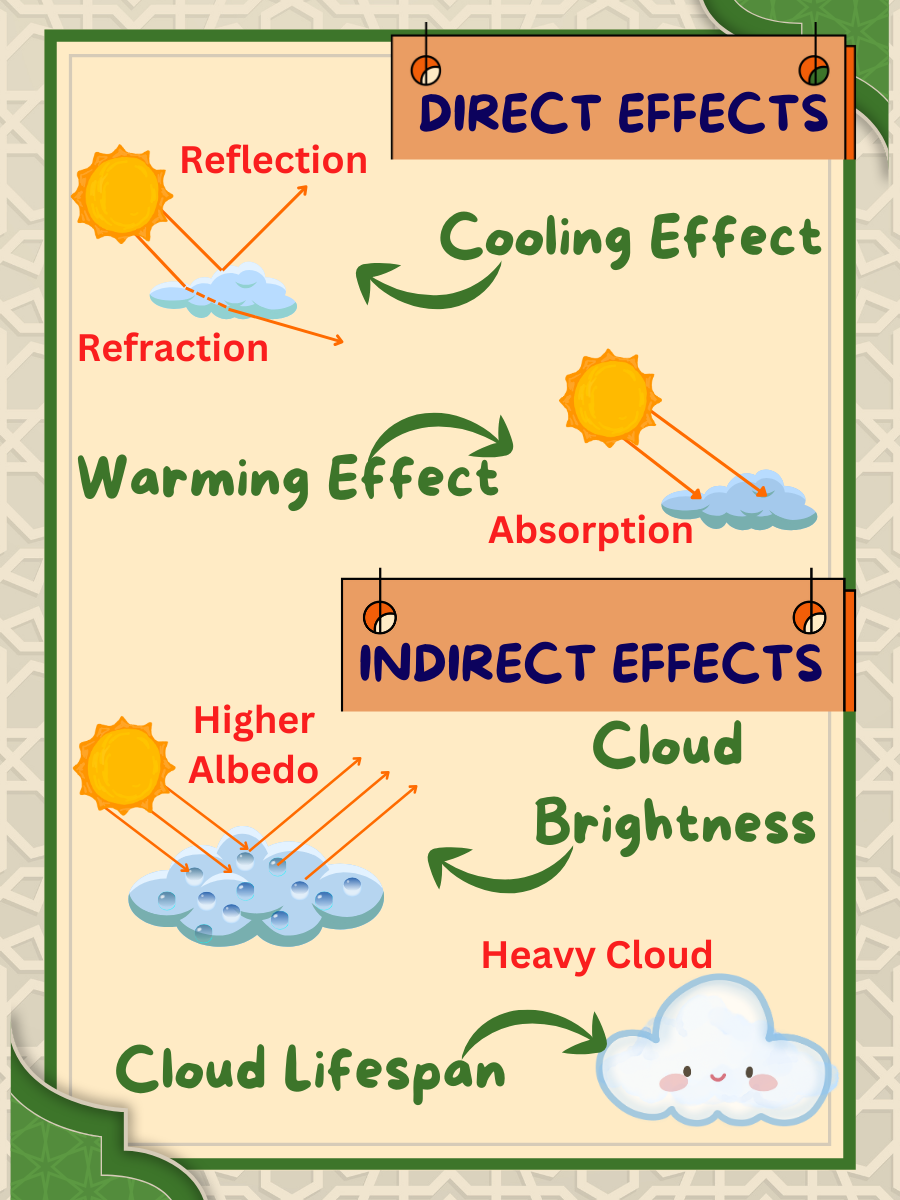 DIRECT EFFECTS
Reflection
Cooling Effect
Refraction
Warming Effect
Absorption
INDIRECT EFFECTS
Higher
Albedo
Cloud
Brightness
Heavy Cloud
Cloud Lifespan